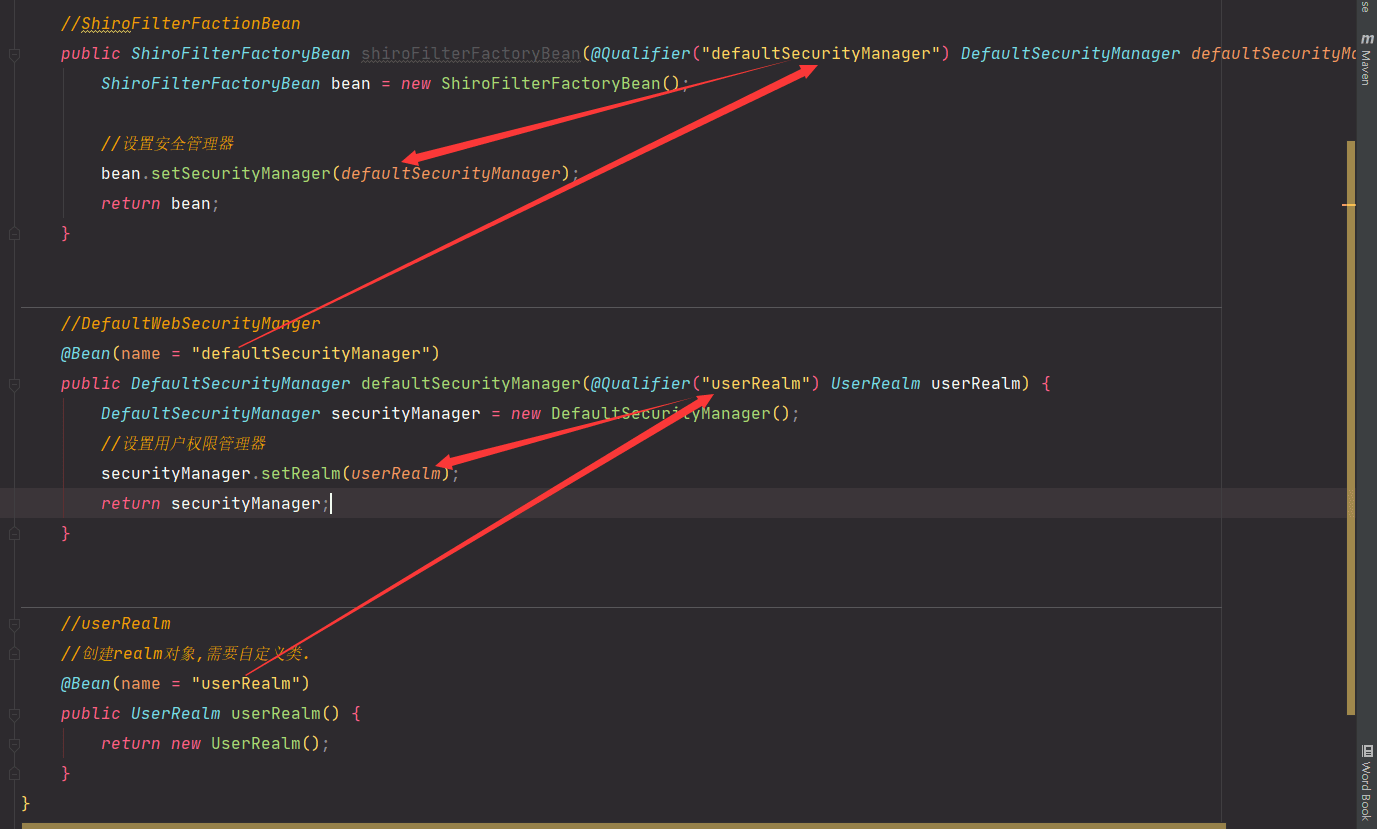 //ShiroFilterFactionBean
public ShiroFilterFactoryBean shiroFilterFactoryBean(@Qualifier("defaultSecurityManager") DefaultSecurityManager defaultSecurityMa
ShiroFilterFactoryBean bean = new ShiroFilterFactoryBean();
//设置安全管理器
bean.setSecurityManager(defaultSecurityManager);
return bean;
}
//DefaultWebSecurityManger
@Bean(name = "defaultSecurityManager")
public DefaultSecurityManager defaultSecurityManager(@Qualifier("userRealm") UserRealm userRealm) {
DefaultSecurityManager securityManager = new DefaultSecurityManager();
//设置用户权限管理器
securityManager.setRealm(userRealm);
return securityManager;
}
//userRealm
//创建realm对象,需要自定义类.
@Bean(name = "userRealm")
public UserRealm userRealm() {
return new UserRealm();
}
}
se
m Maven
Word Book